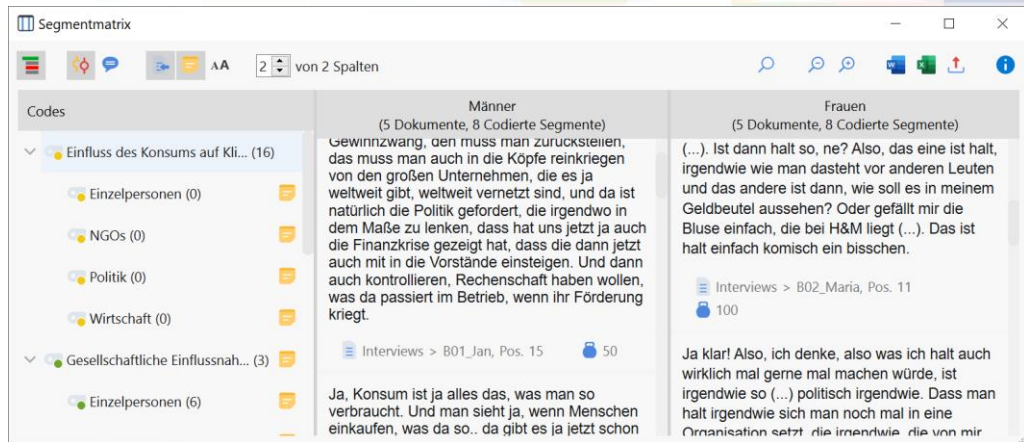 Segmentmatrix
AA 2 von 2 Spalten
Codes
Einfluss des Konsums auf Kli... (16)
Einzelpersonen (0)
NGOs (0)
Politik (0)
Wirtschaft (0)
Gesellschaftliche Einflussnah... (3)
Einzelpersonen (6)
Männer
(5 Dokumente, 8 Codierte Segmente)
Gewinnzwang, den muss man zurückstellen,
das muss man auch in die Köpfe reinkriegen
von den großen Unternehmen, die es ja
weltweit gibt, weltweit vernetzt sind, und da ist
natürlich die Politik gefordert, die irgendwo in
dem Maße zu lenken, dass hat uns jetzt ja auch
die Finanzkrise gezeigt hat, dass die dann jetzt
auch mit in die Vorstände einsteigen. Und dann
auch kontrollieren, Rechenschaft haben wollen,
was da passiert im Betrieb, wenn ihr Förderung
kriegt.
Interviews > B01_Jan, Pos. 15 50
Ja, Konsum ist ja alles das, was man so
verbraucht. Und man sieht ja, wenn Menschen
einkaufen, was da so.. da gibt es ja jetzt schon
Frauen
(5 Dokumente, 8 Codierte Segmente)
(...). Ist dann halt so, ne? Also, das eine ist halt,
irgendwie wie man dasteht vor anderen Leuten
und das andere ist dann, wie soll es in meinem
Geldbeutel aussehen? Oder gefällt mir die
Bluse einfach, die bei H&M liegt (...). Das ist
halt einfach komisch ein bisschen.
Interviews > B02_Maria, Pos. 11
100
Ja klar! Also, ich denke, also was ich halt auch
wirklich mal gerne mal machen würde, ist
irgendwie so (...) politisch irgendwie. Dass man
halt irgendwie sich man noch mal in eine
Organisation setzt, die irgendwie, die von mir